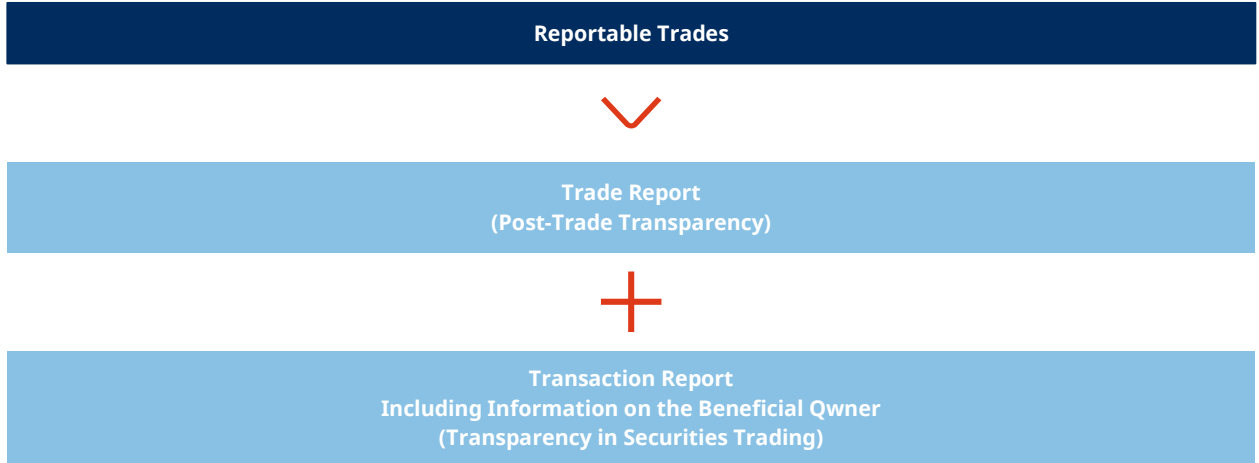 Reportable Trades
Trade Report
(Post-Trade Transparency)
Transaction Report
Including Information on the Beneficial Qwner
(Transparency in Securities Trading)